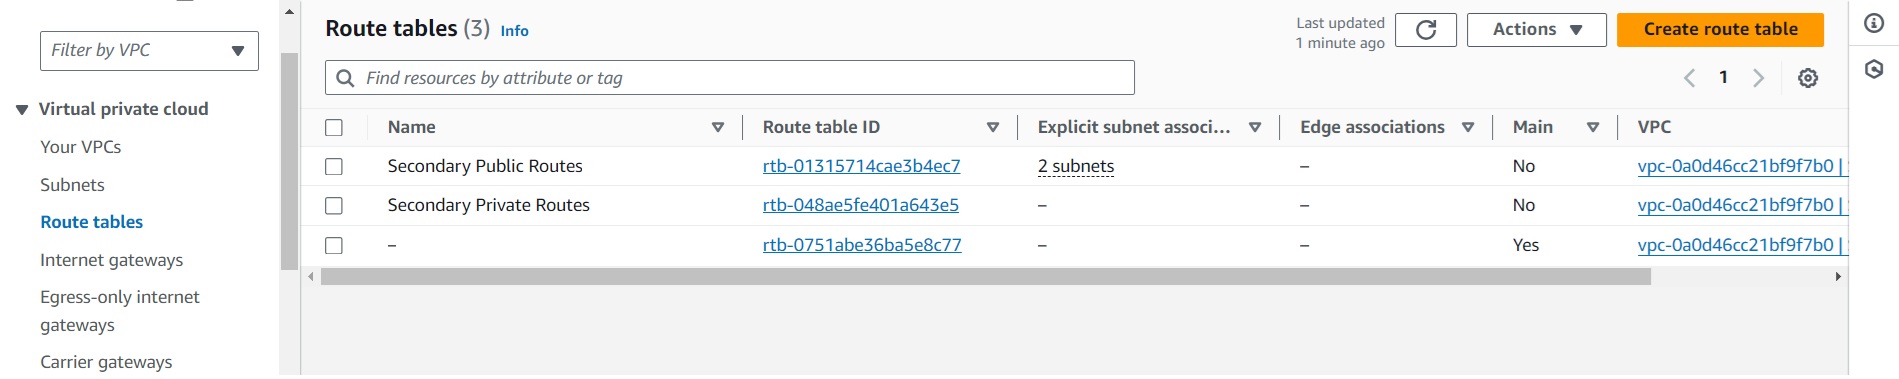 Filter by VPC
Virtual private cloud
Your VPCs
Subnets
Route tables
Internet gateways
Egress-only internet
gateways
Carrier gateways
Route tables (3) Info
Last updated
1 minute ago
Actions
Create route table
Find resources by attribute or tag
1
Name Route table ID Explicit subnet associ... Edge associations Main VPC
Secondary Public Routes rtb-01315714cae3b4ec7 2 subnets – No vpc-0a0d46cc21bf9f7b0 |
Secondary Private Routes rtb-048ae5fe401a643e5 – – No vpc-0a0d46cc21bf9f7b0 |
– rtb-0751abe36ba5e8c77 – – Yes vpc-0a0d46cc21bf9f7b0 |